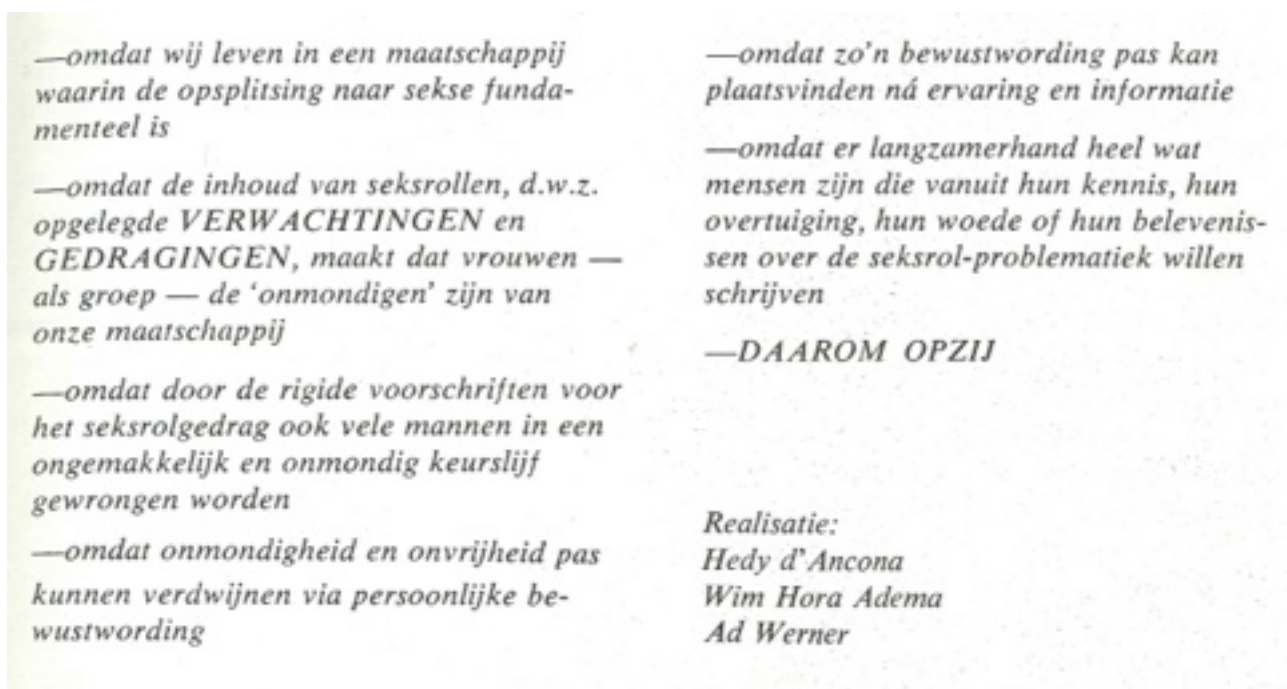 —omdat wij leven in een maatschappij
waarin de opsplitsing naar sekse funda-
menteel is
—omdat de inhoud van seksrollen, d.w.z.
opgelegde VERWACHTINGEN en
GEDRAGINGEN, maakt dat vrouwen —
als groep — de ‘onmondigen’ zijn van
onze maatschappij
—omdat door de rigide voorschriften voor
het seksrolgedrag ook vele mannen in een
ongemakkelijk en onmondig keurslijf
gewrongen worden
—omdat onmondigheid en onvrijheid pas
kunnen verdwijnen via persoonlijke be-
wustwording
—omdat zo’n bewustwording pas kan
plaatsvinden ná ervaring en informatie
—omdat er langzamerhand heel wat
mensen zijn die vanuit hun kennis, hun
overtuiging, hun woede of hun belevenis-
sen over de seksrol-problematiek willen
schrijven
—DAAROM OPZIJ
Realisatie:
Hedy d’Ancona
Wim Hora Adema
Ad Werner